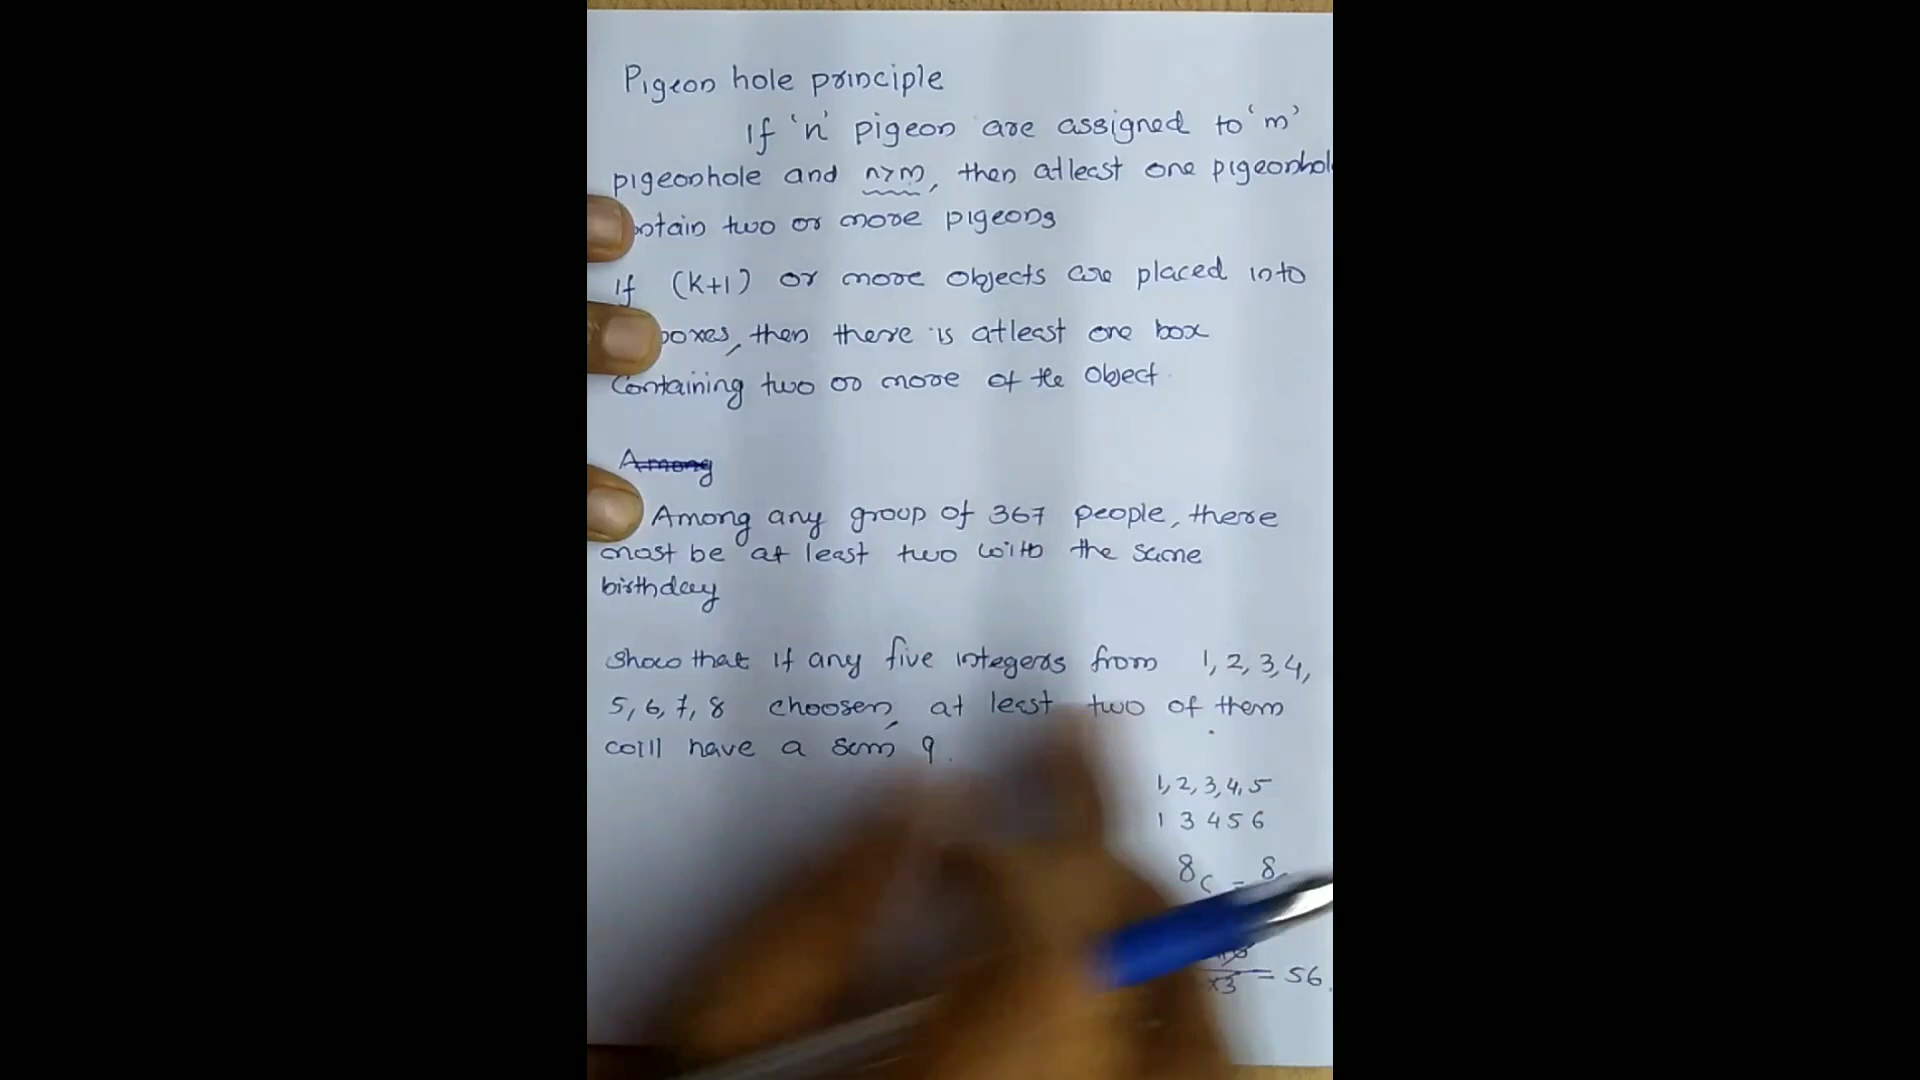 Pigeon hole principle
If 'n' pigeon are assigned to 'm'
pigeonhole and n>m, then atleast one pigeonhol
ontain two or more pigeons
If (K+1) or more objects are placed into
boxes, then there is atleast one box
Containing two or more of the Object.
Among
Among any group of 367 people, there
must be at least two with the same
birthday
Show that if any five integers from 1, 2, 3, 4,
5, 6, 7, 8 choosen, at least two of them
will have a sum 9.
1, 2, 3, 4, 5
1 3 4 5 6
8c = 8
x3 = 56.